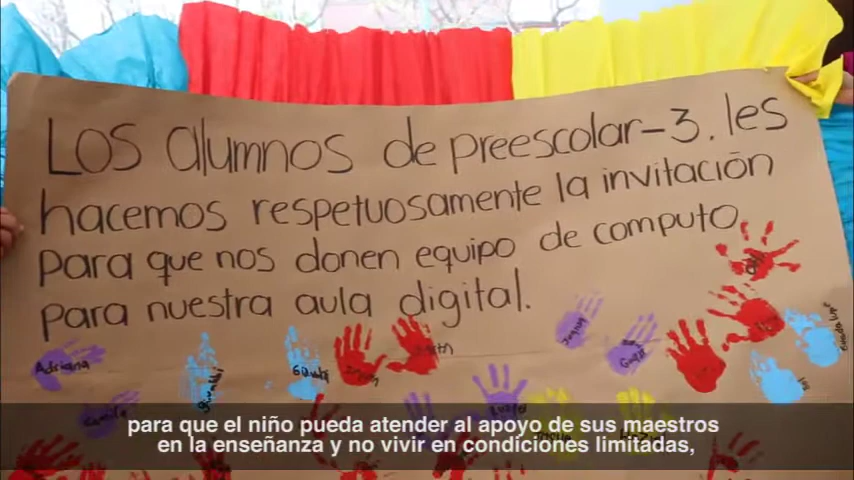 Los alumnos de preescolar-3. les
hacemos respetuosamente la invitación
para que nos donen equipo de computo
para nuestra aula digital.
Adriana
para que el niño pueda atender al apoyo de sus maestros
en la enseñanza y no vivir en condiciones limitadas,